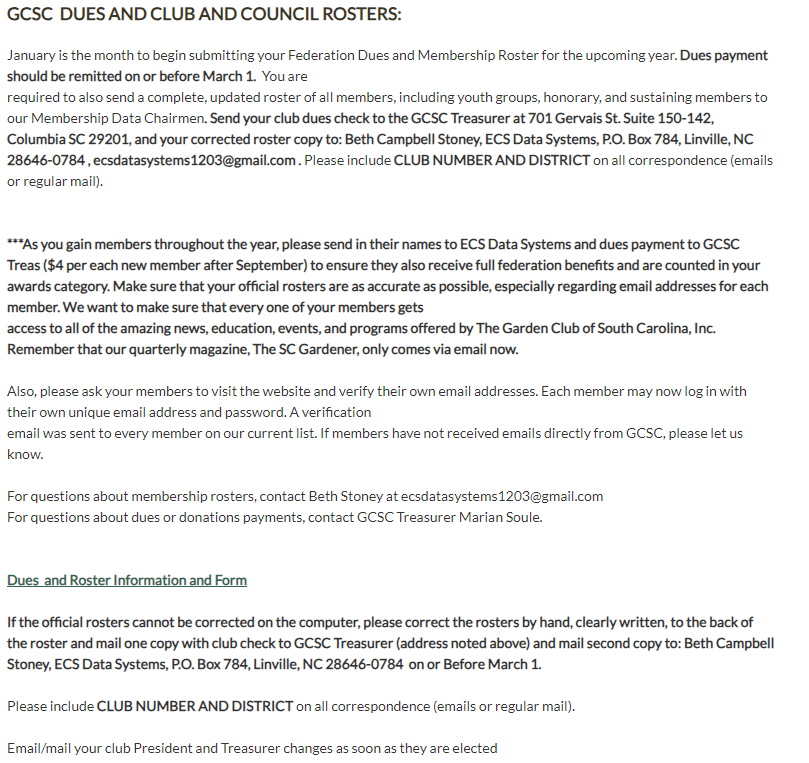 GCSC  DUES AND CLUB AND COUNCIL ROSTERS:
January is the month to begin submitting your Federation Dues and Membership Roster for the upcoming year. Dues payment
should be remitted on or before March 1.  You are
required to also send a complete, updated roster of all members, including youth groups, honorary, and sustaining members to
our Membership Data Chairmen. Send your club dues check to the GCSC Treasurer at 701 Gervais St. Suite 150-142,
Columbia SC 29201, and your corrected roster copy to: Beth Campbell Stoney, ECS Data Systems, P.O. Box 784, Linville, NC
28646-0784 , ecsdatasystems1203@gmail.com . Please include CLUB NUMBER AND DISTRICT on all correspondence (emails
or regular mail).
***As you gain members throughout the year, please send in their names to ECS Data Systems and dues payment to GCSC
Treas ($4 per each new member after September) to ensure they also receive full federation benefits and are counted in your
awards category. Make sure that your official rosters are as accurate as possible, especially regarding email addresses for each
member. We want to make sure that every one of your members gets
access to all of the amazing news, education, events, and programs offered by The Garden Club of South Carolina, Inc.
Remember that our quarterly magazine, The SC Gardener, only comes via email now.
Also, please ask your members to visit the website and verify their own email addresses. Each member may now log in with
their own unique email address and password. A verification
email was sent to every member on our current list. If members have not received emails directly from GCSC, please let us
know.
For questions about membership rosters, contact Beth Stoney at ecsdatasystems1203@gmail.com
For questions about dues or donations payments, contact GCSC Treasurer Marian Soule.
Dues  and Roster Information and Form
If the official rosters cannot be corrected on the computer, please correct the rosters by hand, clearly written, to the back of
the roster and mail one copy with club check to GCSC Treasurer (address noted above) and mail second copy to: Beth Campbell
Stoney, ECS Data Systems, P.O. Box 784, Linville, NC 28646-0784  on or Before March 1.
Please include CLUB NUMBER AND DISTRICT on all correspondence (emails or regular mail).
Email/mail your club President and Treasurer changes as soon as they are elected